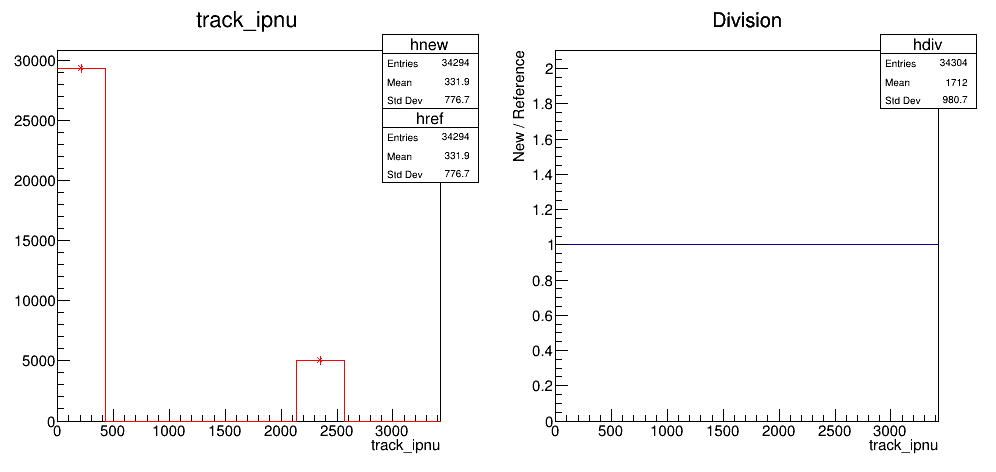 track_ipnu
hnew
Entries 34294
Mean 331.9
Std Dev 776.7
href
Entries 34294
Mean 331.9
Std Dev 776.7
30000
25000
20000
15000
10000
5000
0
0 500 1000 1500 2000 2500 3000
track_ipnu
Division
hdiv
Entries 34304
Mean 1712
Std Dev 980.7
New / Reference
2
1.8
1.6
1.4
1.2
1
0.8
0.6
0.4
0.2
0
0 500 1000 1500 2000 2500 3000
track_ipnu